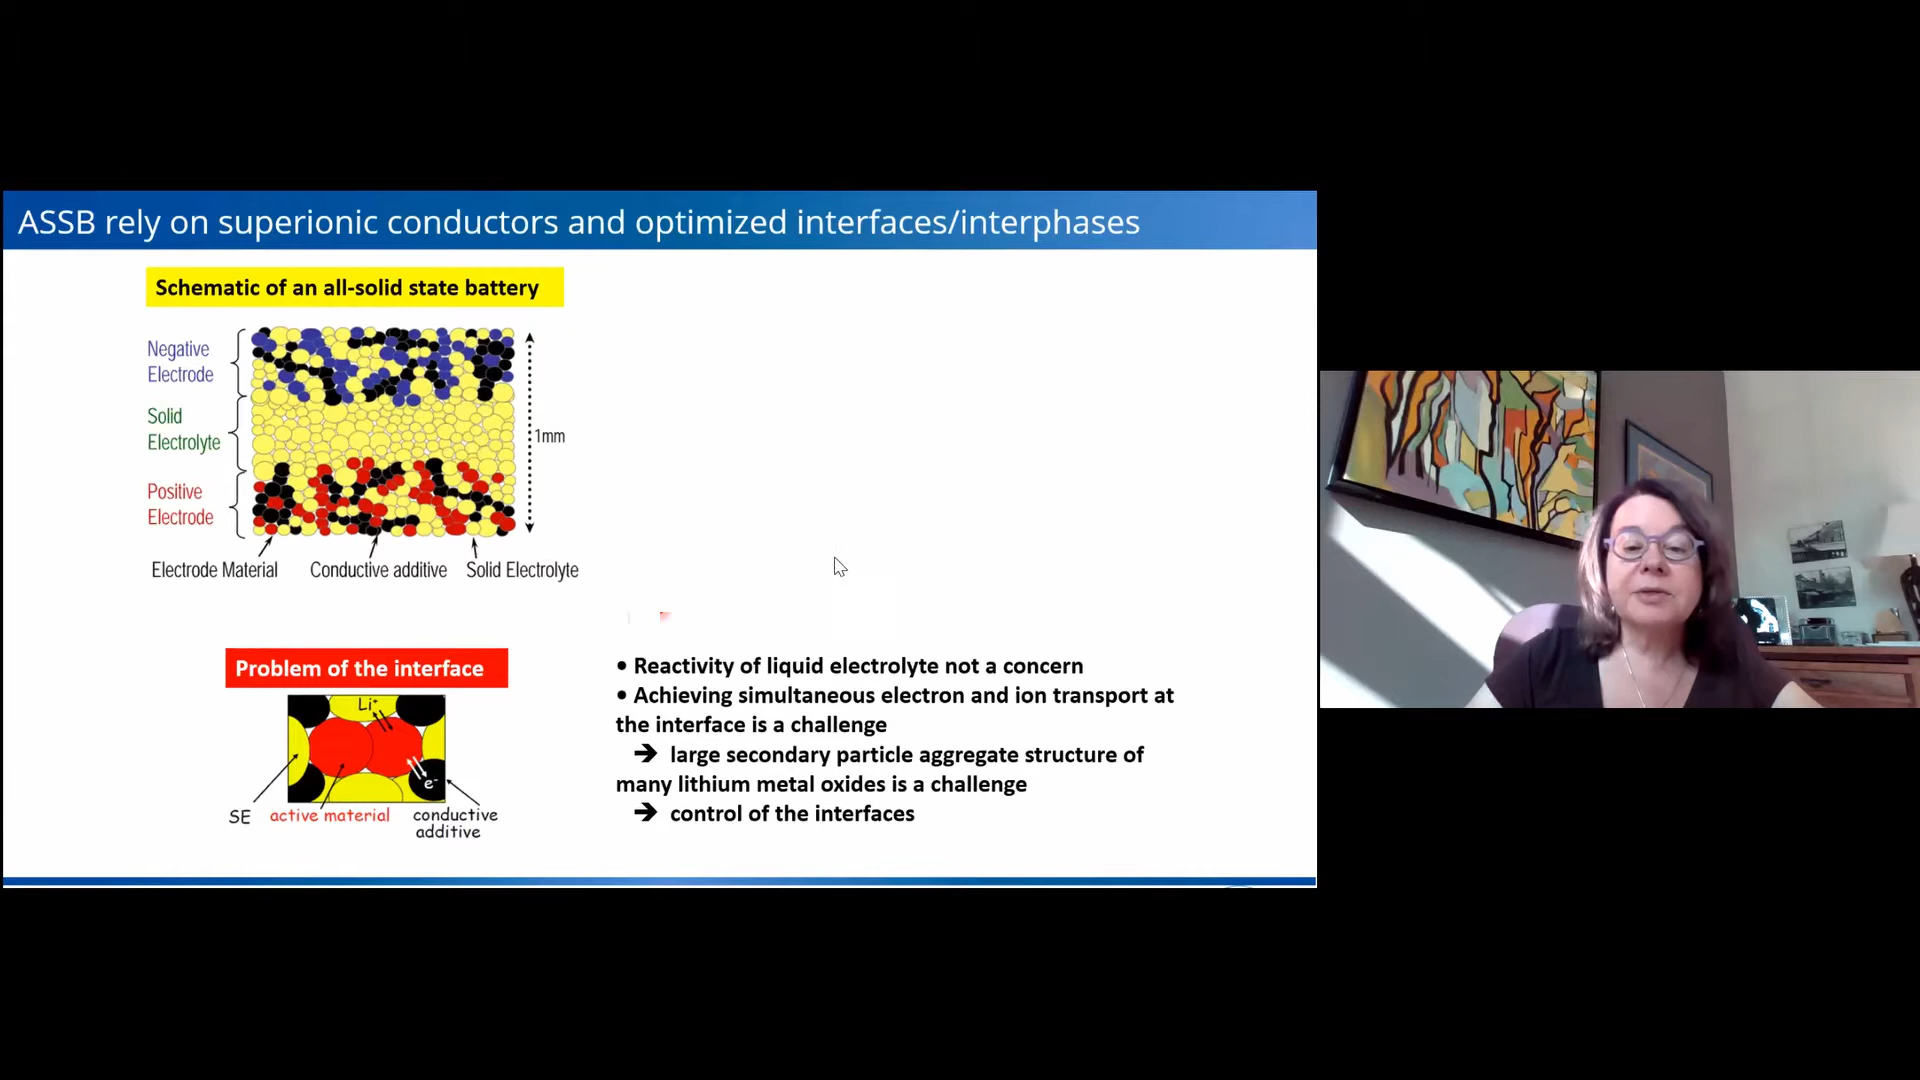 ASSB rely on superionic conductors and optimized interfaces/interphases
Schematic of an all-solid state battery
Negative
Electrode
Solid
Electrolyte
Positive
Electrode
1mm
Electrode Material
Conductive additive
Solid Electrolyte
Problem of the interface
Li+
e-
SE
active material
conductive
additive
• Reactivity of liquid electrolyte not a concern
• Achieving simultaneous electron and ion transport at
the interface is a challenge
➔ large secondary particle aggregate structure of
many lithium metal oxides is a challenge
➔ control of the interfaces